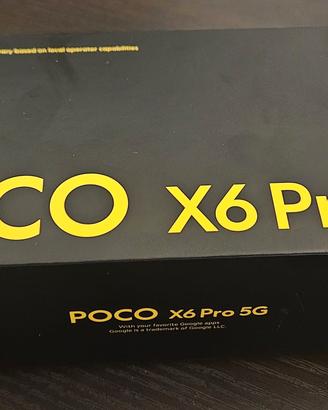 vary based on local operator capabilities
CO X6 Pr
POCO X6 Pro 5G
With your favorite Google apps
Google is a trademark of Google LLC.